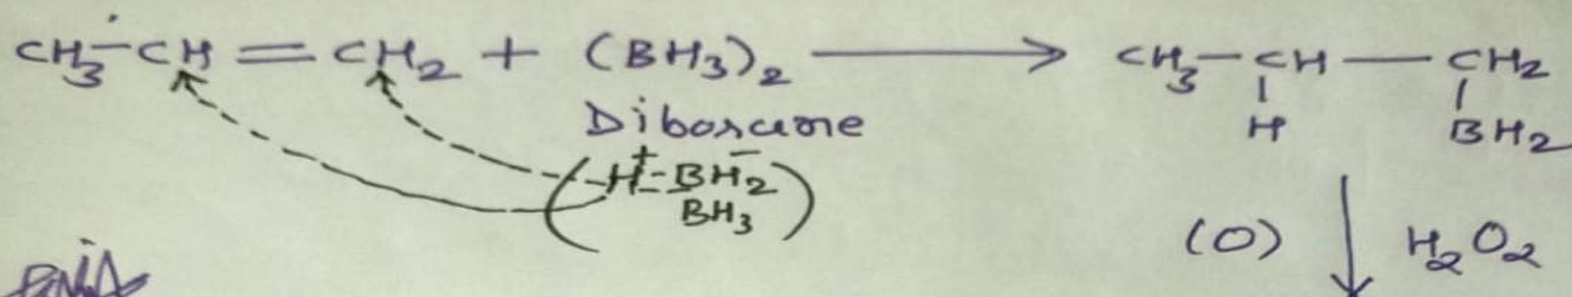 CH₃-CH=CH₂ + (BH₃)₂ → CH₃-CH-CH₂
H BH₂
Diborane
(H⁺-BH₂⁻
BH₃)
(O) ↓ H₂O₂